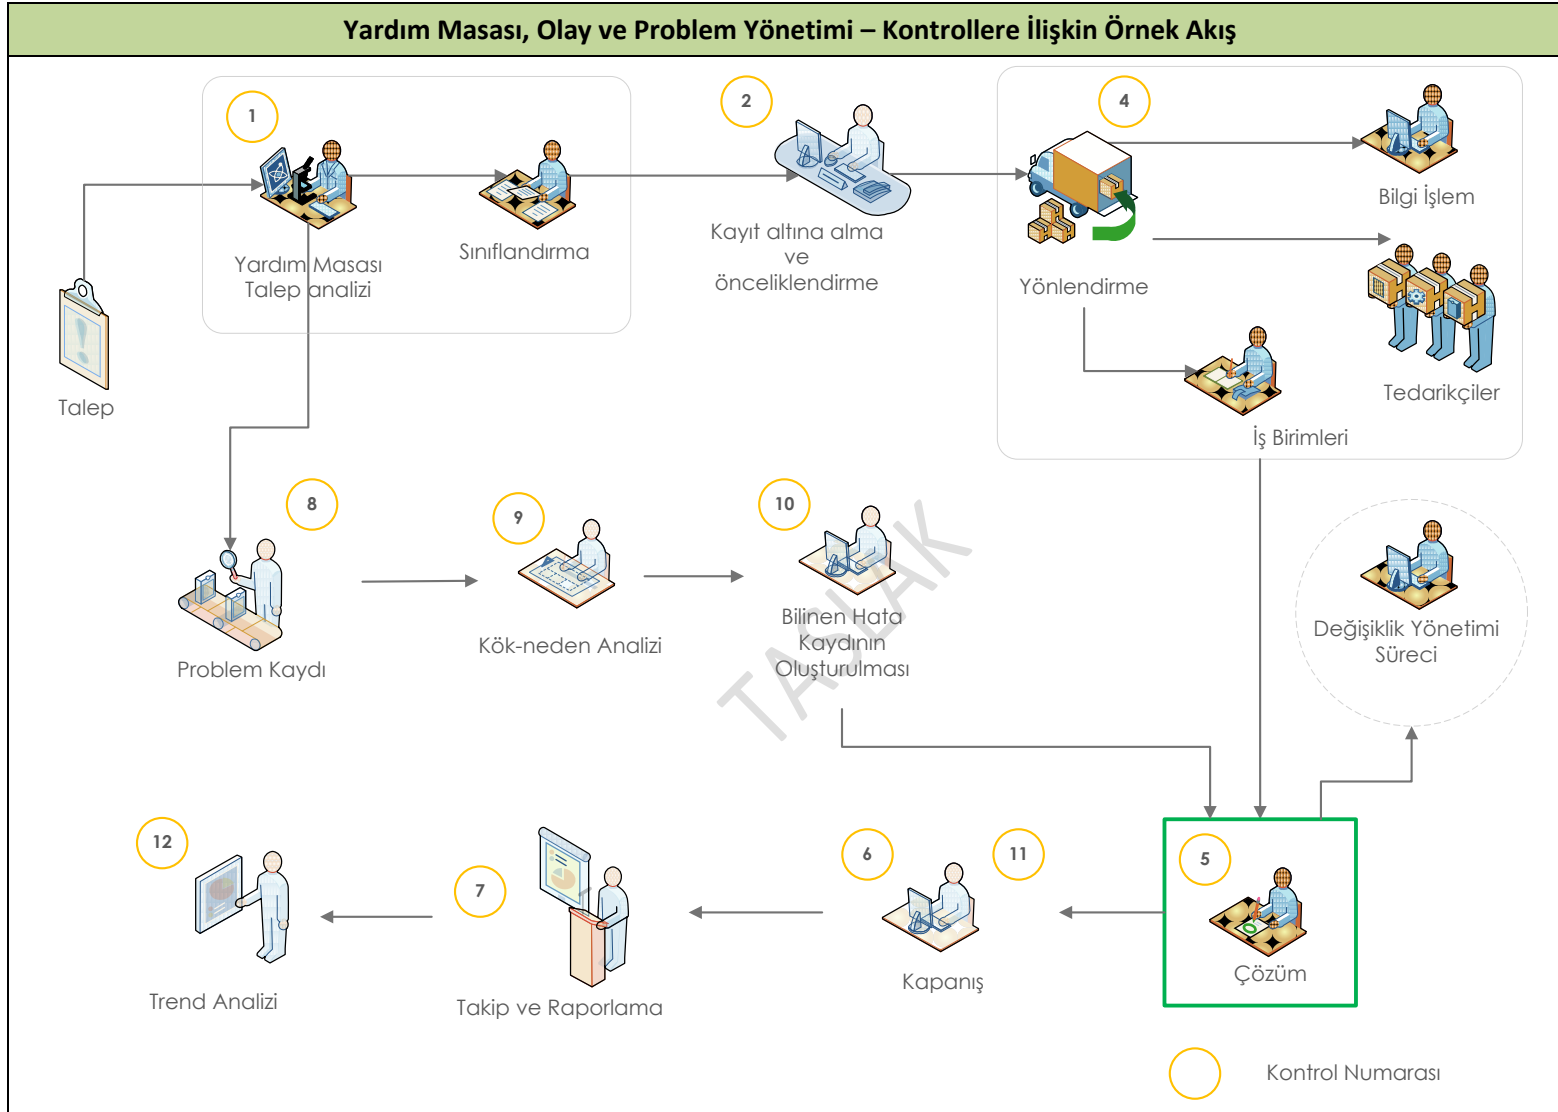 Yardım Masası, Olay ve Problem Yönetimi – Kontrollere İlişkin Örnek Akış
1
2
4
Bilgi İşlem
Yardım Masası
Talep analizi
Sınıflandırma
Kayıt altına alma
ve
önceliklendirme
Yönlendirme
Tedarikçiler
Talep
İş Birimleri
8
9
10
Problem Kaydı
Kök-neden Analizi
Bilinen Hata
Kaydının
Oluşturulması
Değişiklik Yönetimi
Süreci
TASLAK
12
7
6
11
5
Trend Analizi
Takip ve Raporlama
Kapanış
Çözüm
Kontrol Numarası